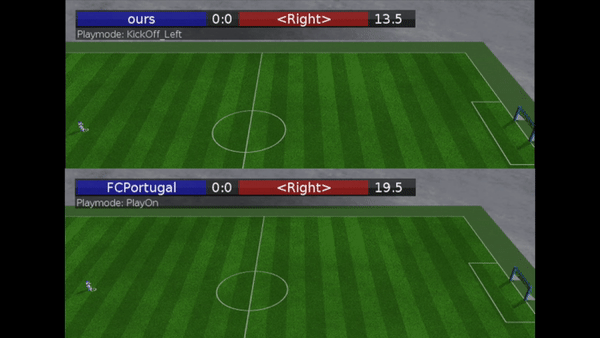 ours 0:0 <Right> 13.5
Playmode: KickOff_Left
FCPortugal 0:0 <Right> 19.5
Playmode: PlayOn